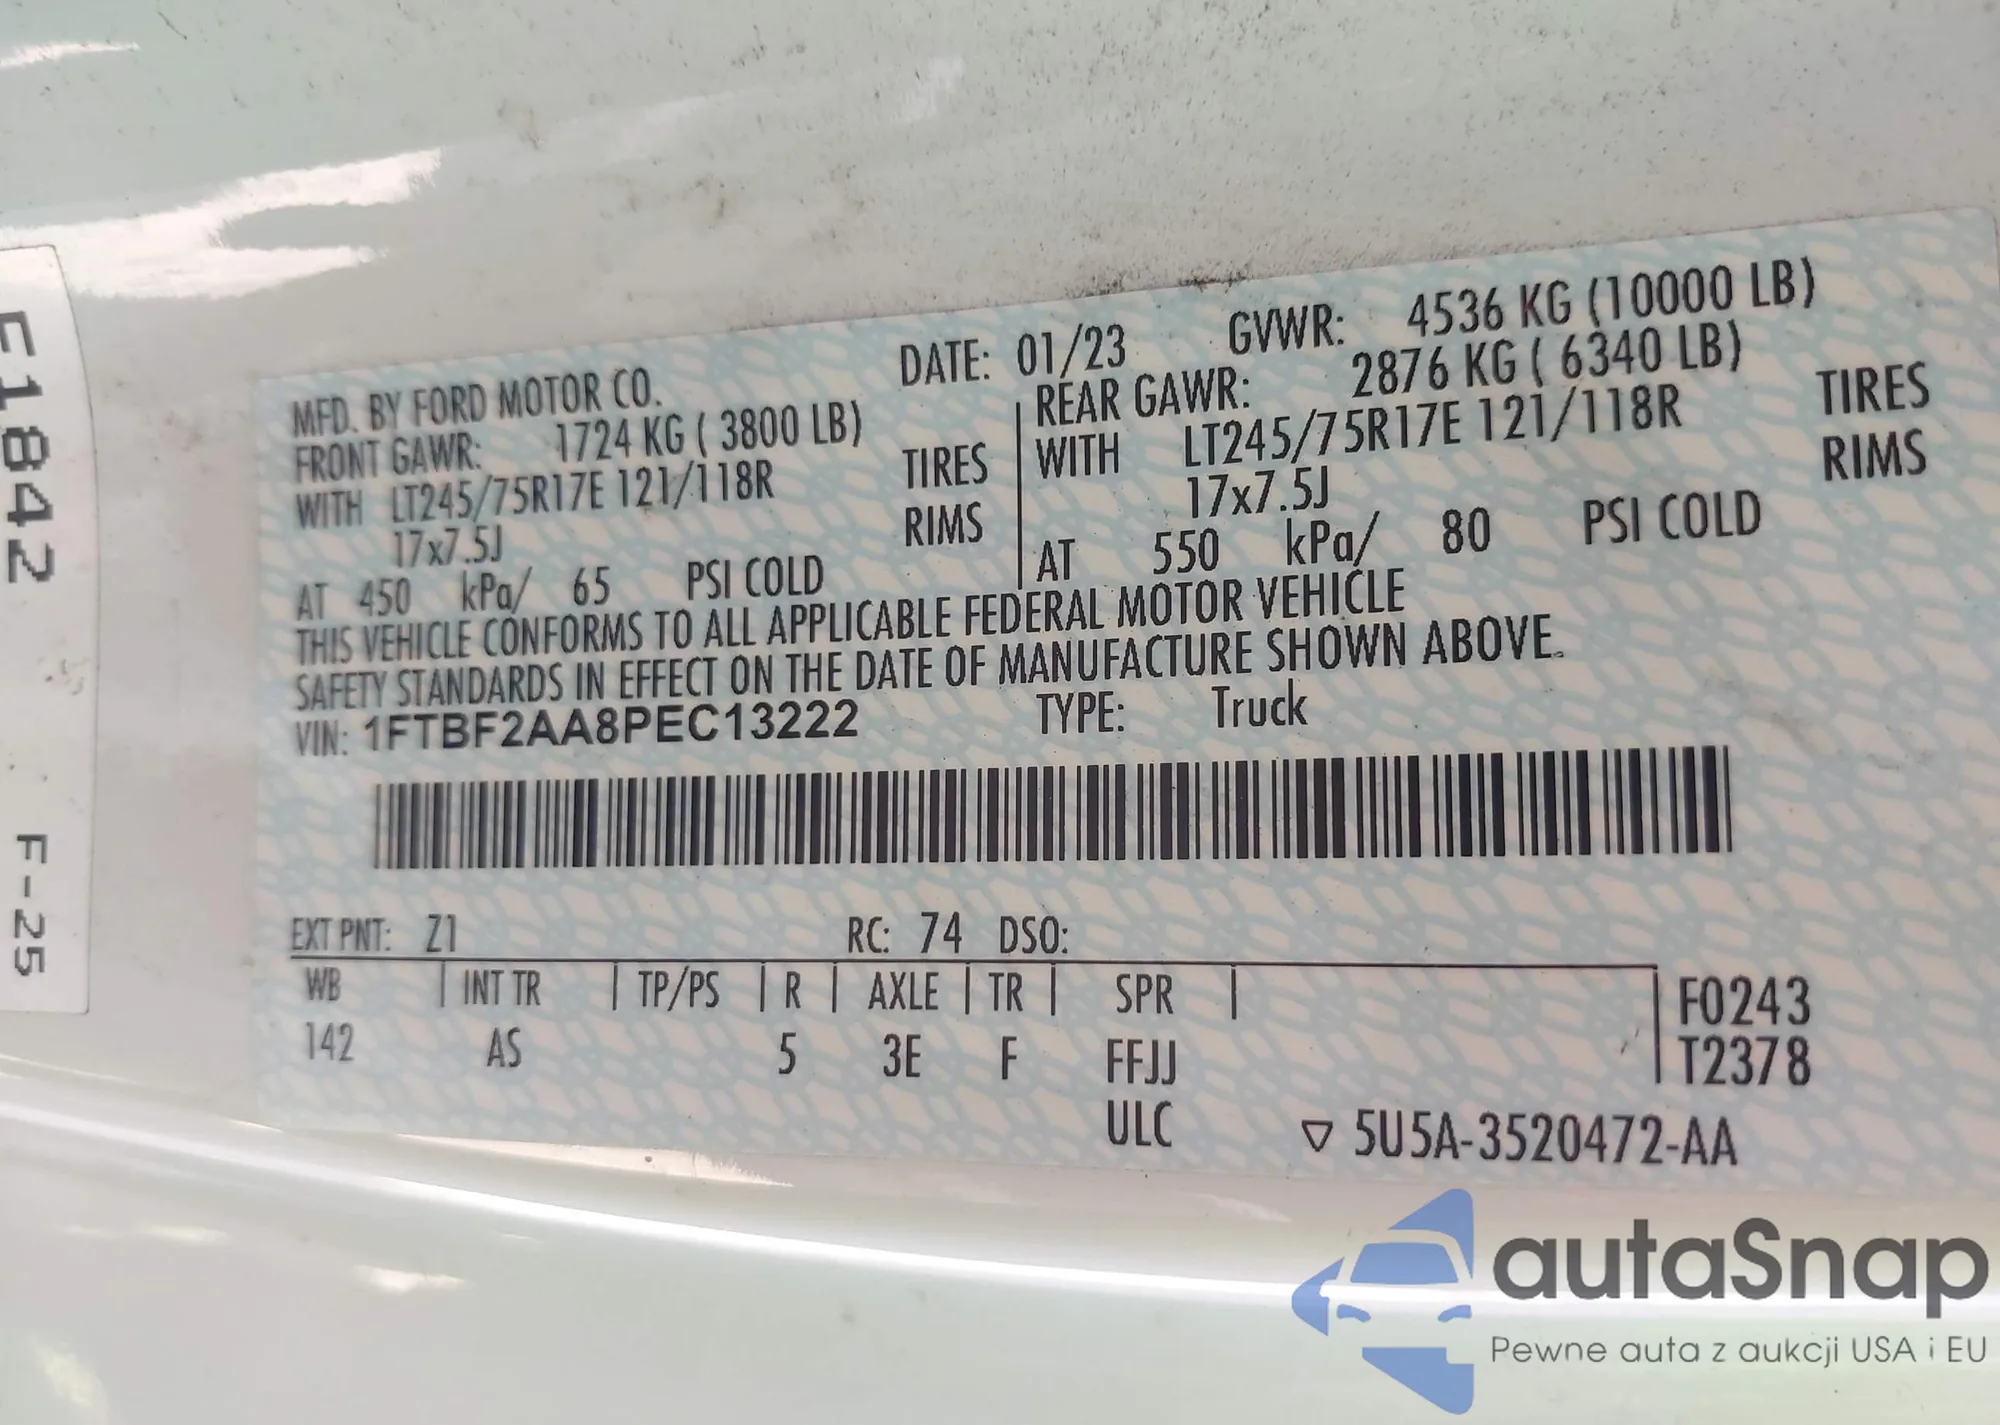 MFD. BY FORD MOTOR CO.
DATE: 01/23
GVWR: 4536 KG (10000 LB)
FRONT GAWR: 1724 KG ( 3800 LB)
WITH LT245/75R17E 121/118R TIRES
17x7.5J RIMS
AT 450 kPa/ 65 PSI COLD
REAR GAWR: 2876 KG ( 6340 LB)
WITH LT245/75R17E 121/118R TIRES
17x7.5J RIMS
AT 550 kPa/ 80 PSI COLD
THIS VEHICLE CONFORMS TO ALL APPLICABLE FEDERAL MOTOR VEHICLE
SAFETY STANDARDS IN EFFECT ON THE DATE OF MANUFACTURE SHOWN ABOVE.
VIN: 1FTBF2AA8PEC13222 TYPE: Truck
EXT PNT: Z1 RC: 74 DSO:
WB | INT TR | TP/PS | R | AXLE | TR | SPR |
142 AS 5 3E F FFJJ
ULC
F0243
T2378
▽ 5U5A-3520472-AA
E1842 F-25
autaSnap
Pewne auta z aukcji USA i EU